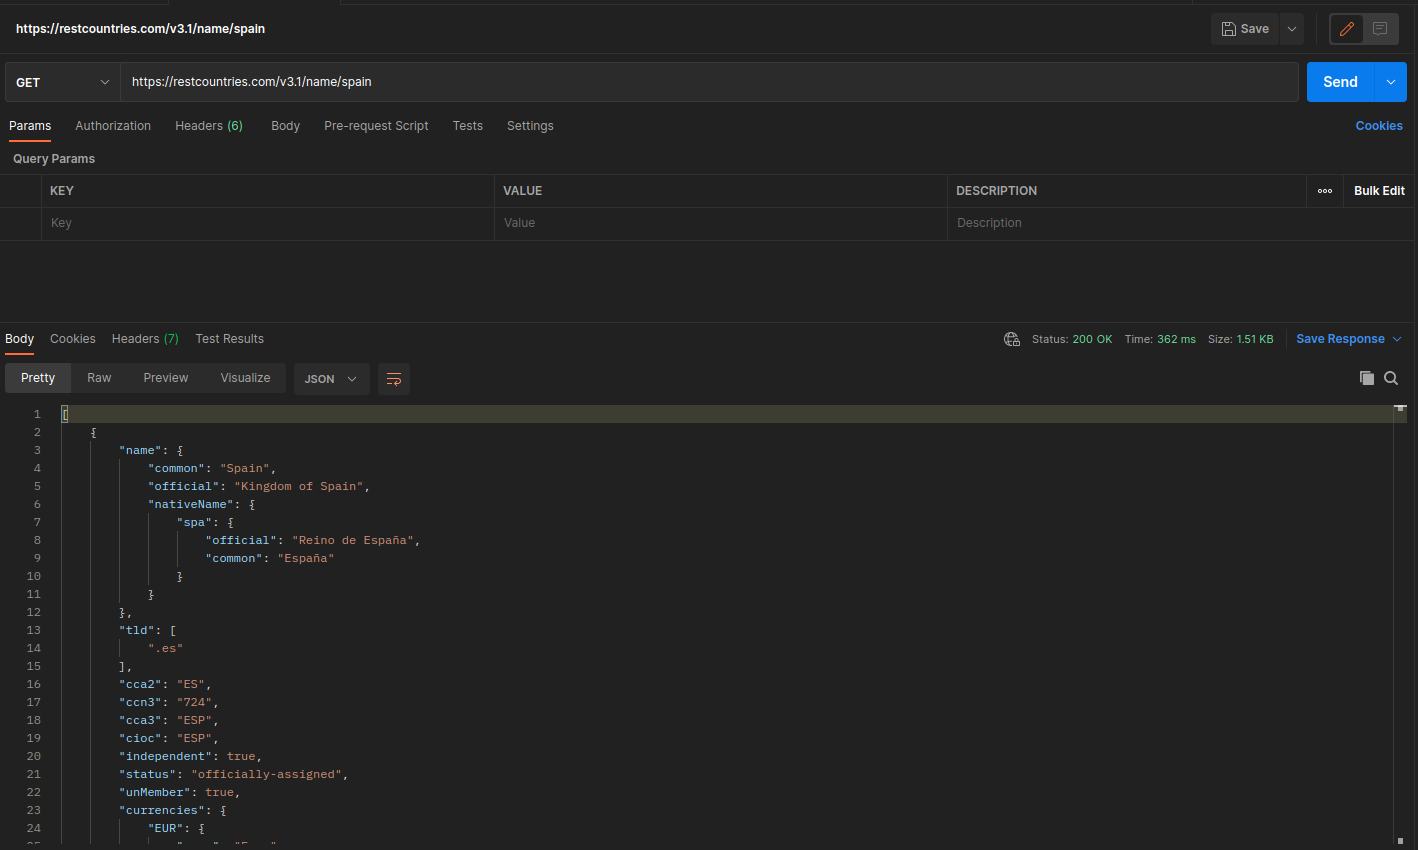 https://restcountries.com/v3.1/name/spain
Save
GET
https://restcountries.com/v3.1/name/spain
Send
Params Authorization Headers (6) Body Pre-request Script Tests Settings Cookies
Query Params
KEY VALUE DESCRIPTION Bulk Edit
Key Value Description
Body Cookies Headers (7) Test Results Status: 200 OK Time: 362 ms Size: 1.51 KB Save Response
Pretty Raw Preview Visualize JSON
1 [
2 {
3 "name": {
4 "common": "Spain",
5 "official": "Kingdom of Spain",
6 "nativeName": {
7 "spa": {
8 "official": "Reino de España",
9 "common": "España"
10 }
11 }
12 },
13 "tld": [
14 ".es"
15 ],
16 "cca2": "ES",
17 "ccn3": "724",
18 "cca3": "ESP",
19 "cioc": "ESP",
20 "independent": true,
21 "status": "officially-assigned",
22 "unMember": true,
23 "currencies": {
24 "EUR": {